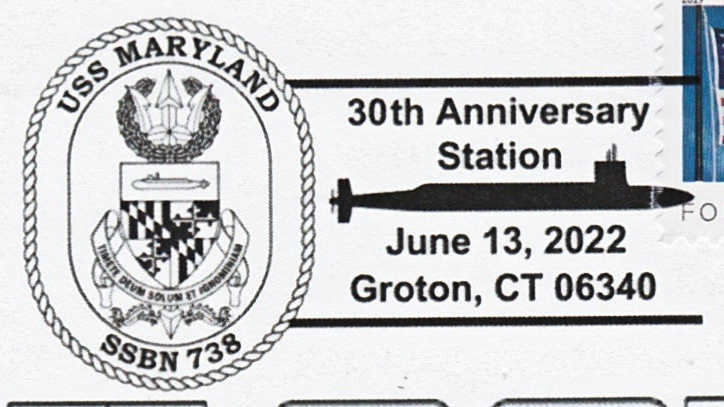 USS MARYLAND
TIMETE DEUM SOLUM ET IGNOMINIAM
SSBN 738
30th Anniversary
Station
June 13, 2022
Groton, CT 06340
FO